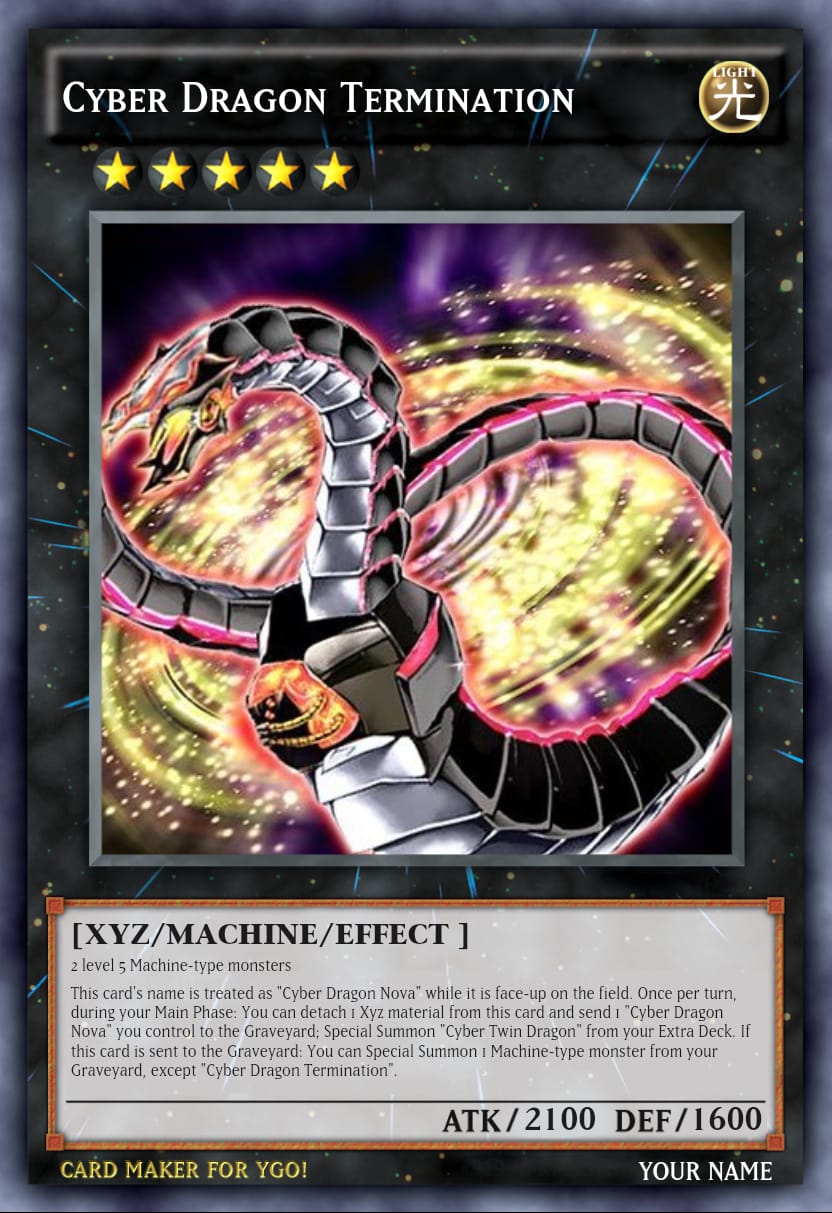 Cyber Dragon Termination
LIGHT
光
[XYZ/MACHINE/EFFECT ]
2 level 5 Machine-type monsters
This card's name is treated as "Cyber Dragon Nova" while it is face-up on the field. Once per turn,
during your Main Phase: You can detach 1 Xyz material from this card and send 1 "Cyber Dragon
Nova" you control to the Graveyard; Special Summon "Cyber Twin Dragon" from your Extra Deck. If
this card is sent to the Graveyard: You can Special Summon 1 Machine-type monster from your
Graveyard, except "Cyber Dragon Termination".
ATK/2100 DEF/1600
CARD MAKER FOR YGO! YOUR NAME